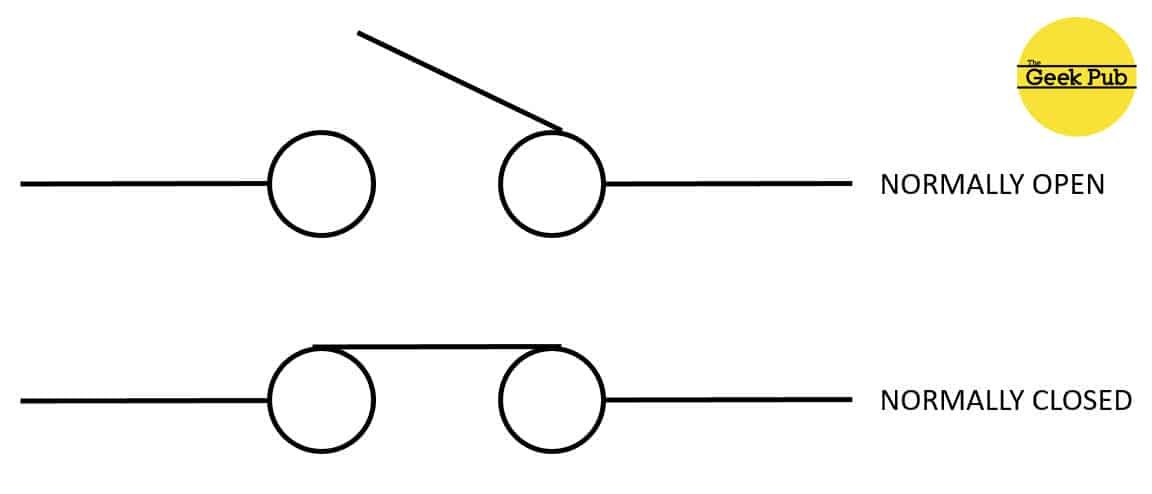 The
Geek Pub
NORMALLY OPEN
NORMALLY CLOSED